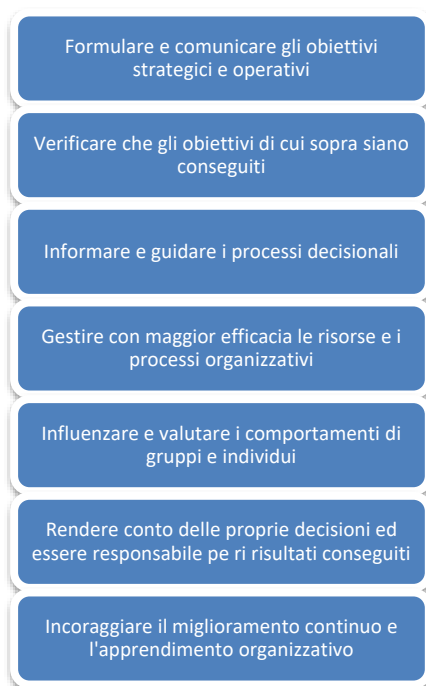 Formulare e comunicare gli obiettivi
strategici e operativi
Verificare che gli obiettivi di cui sopra siano
conseguiti
Informare e guidare i processi decisionali
Gestire con maggior efficacia le risorse e i
processi organizzativi
Influenzare e valutare i comportamenti di
gruppi e individui
Rendere conto delle proprie decisioni ed
essere responsabile pe ri risultati conseguiti
Incoraggiare il miglioramento continuo e
l'apprendimento organizzativo